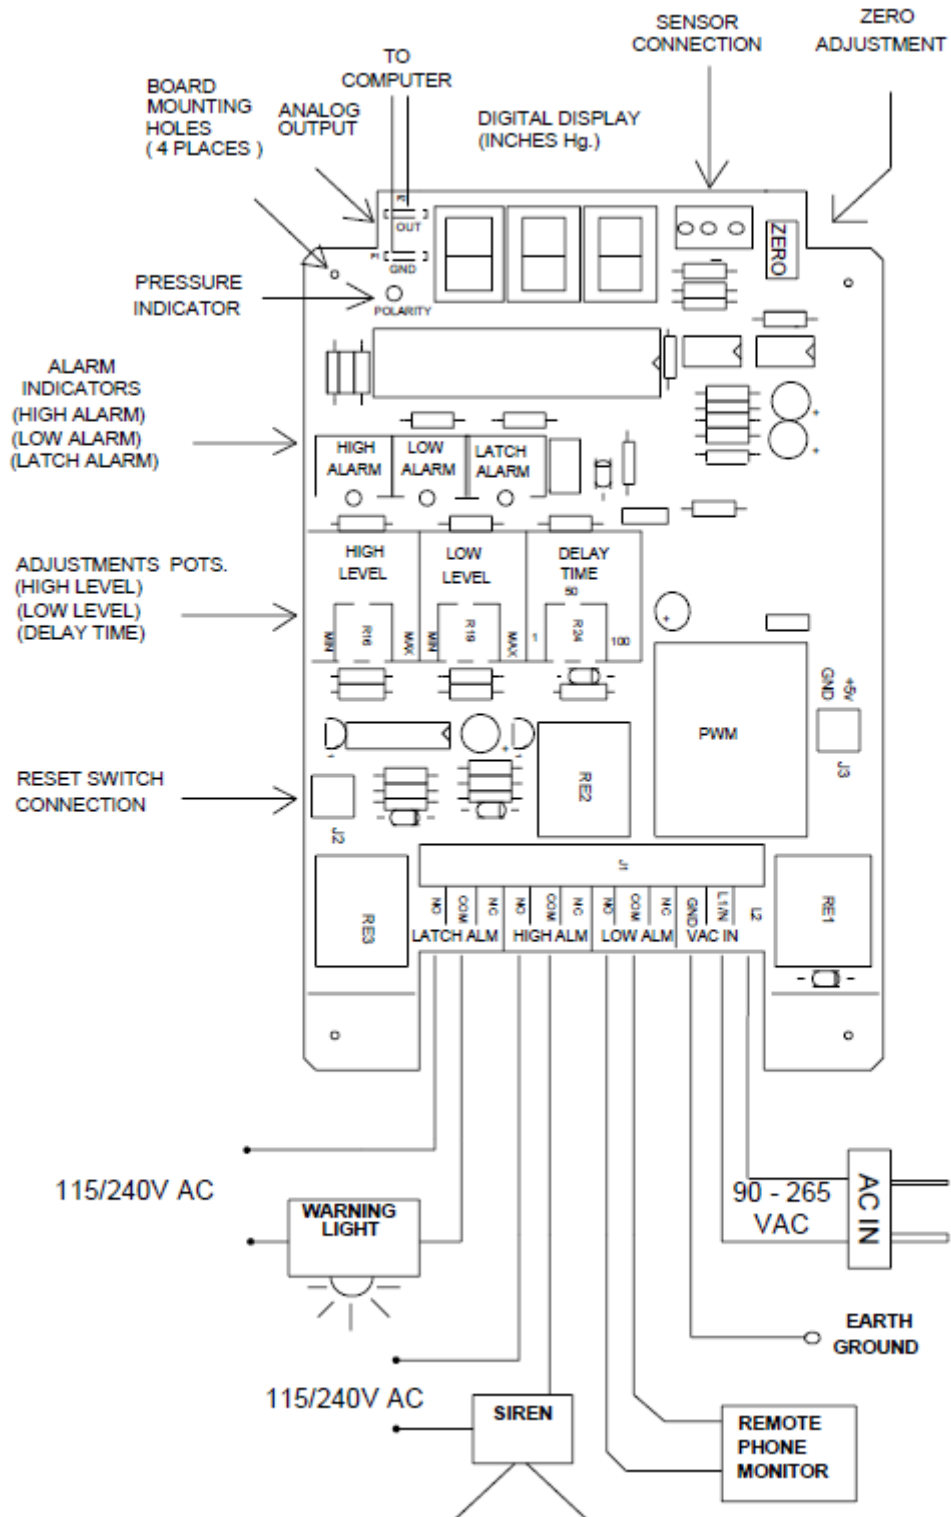 SENSOR
CONNECTION
ZERO
ADJUSTMENT
TO
COMPUTER
BOARD
MOUNTING
HOLES
( 4 PLACES )
ANALOG
OUTPUT
DIGITAL DISPLAY
(INCHES Hg.)
P2
OUT
P1
GND
ZERO
PRESSURE
INDICATOR
POLARITY
ALARM
INDICATORS
(HIGH ALARM)
(LOW ALARM)
(LATCH ALARM)
HIGH
ALARM
LOW
ALARM
LATCH
ALARM
ADJUSTMENTS POTS.
(HIGH LEVEL)
(LOW LEVEL)
(DELAY TIME)
HIGH
LEVEL
LOW
LEVEL
DELAY
TIME
50
MIN
R16
MAX
MIN
R19
MAX
1
R24
100
+5v
GND
J3
PWM
RESET SWITCH
CONNECTION
J2
RE2
J1
RE3
RE1
NO
COM
NC
NO
COM
NC
NO
COM
NC
GND
L1/N
L2
LATCH ALM
HIGH ALM
LOW ALM
VAC IN
115/240V AC
WARNING
LIGHT
90 - 265
VAC
AC IN
EARTH
GROUND
115/240V AC
SIREN
REMOTE
PHONE
MONITOR